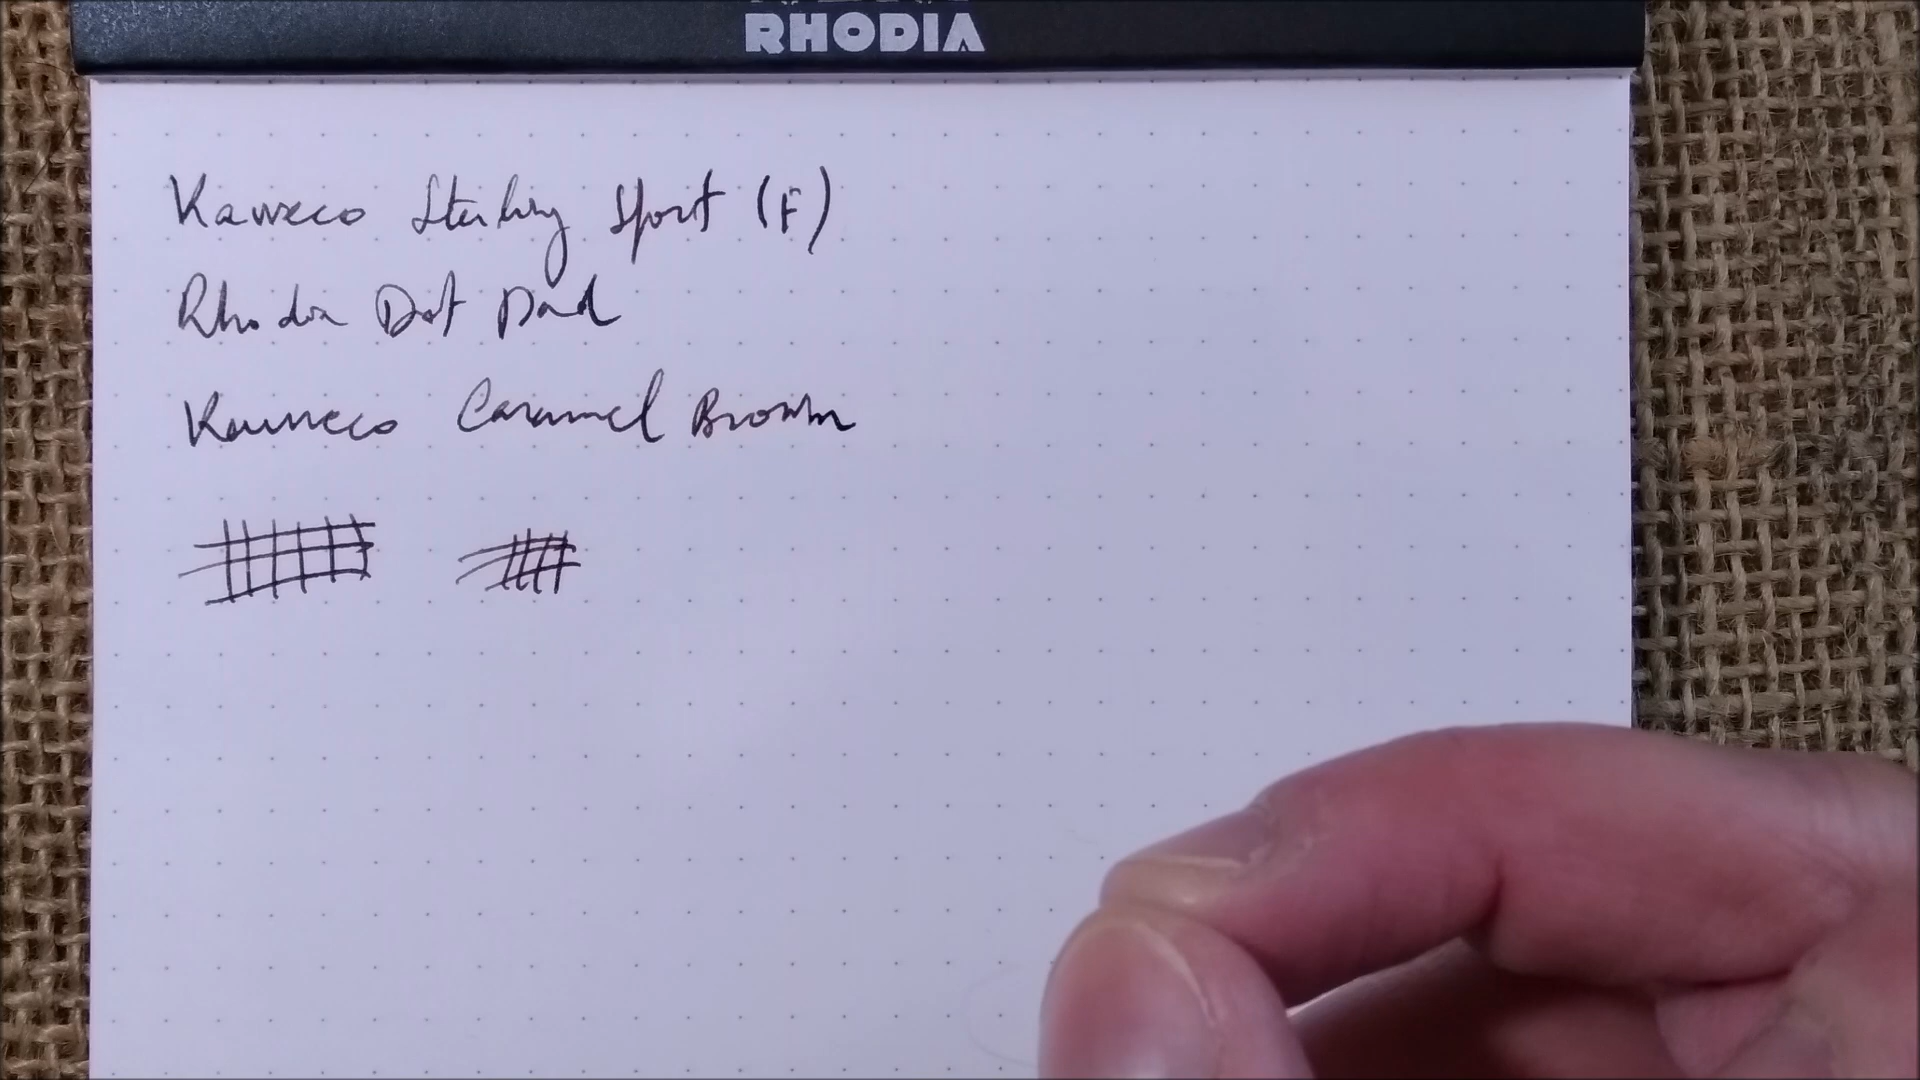 RHODIA
Kaweco Sterling Sport (F)
Rhodia Dot Pad
Kaweco Caramel Brown